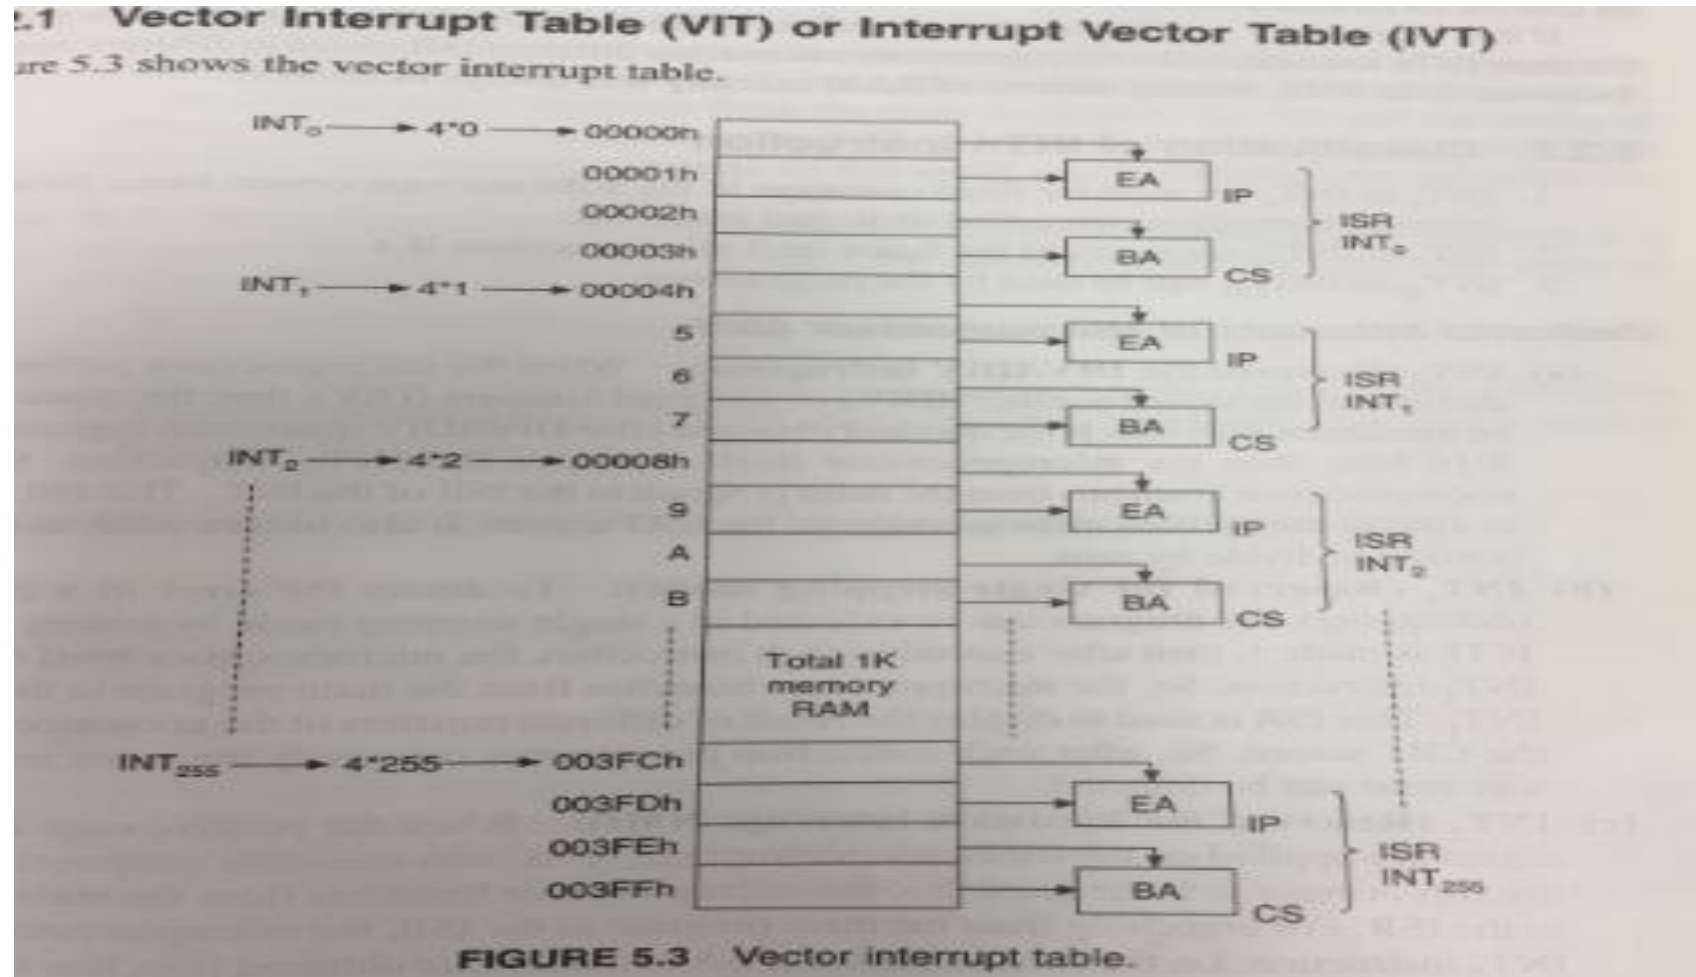 2.1 Vector Interrupt Table (VIT) or Interrupt Vector Table (IVT)
ure 5.3 shows the vector interrupt table.
INT₀ 4*0 00000h
00001h EA IP
00002h ISR
00003h BA CS INT₀
INT₁ 4*1 00004h
5 EA IP
6 ISR
7 BA CS INT₁
INT₂ 4*2 00008h
9 EA IP
A ISR
B BA CS INT₂
Total 1K
memory
RAM
INT₂₅₅ 4*255 003FCh
003FDh EA IP
003FEh ISR
003FFh BA CS INT₂₅₅
FIGURE 5.3 Vector interrupt table.